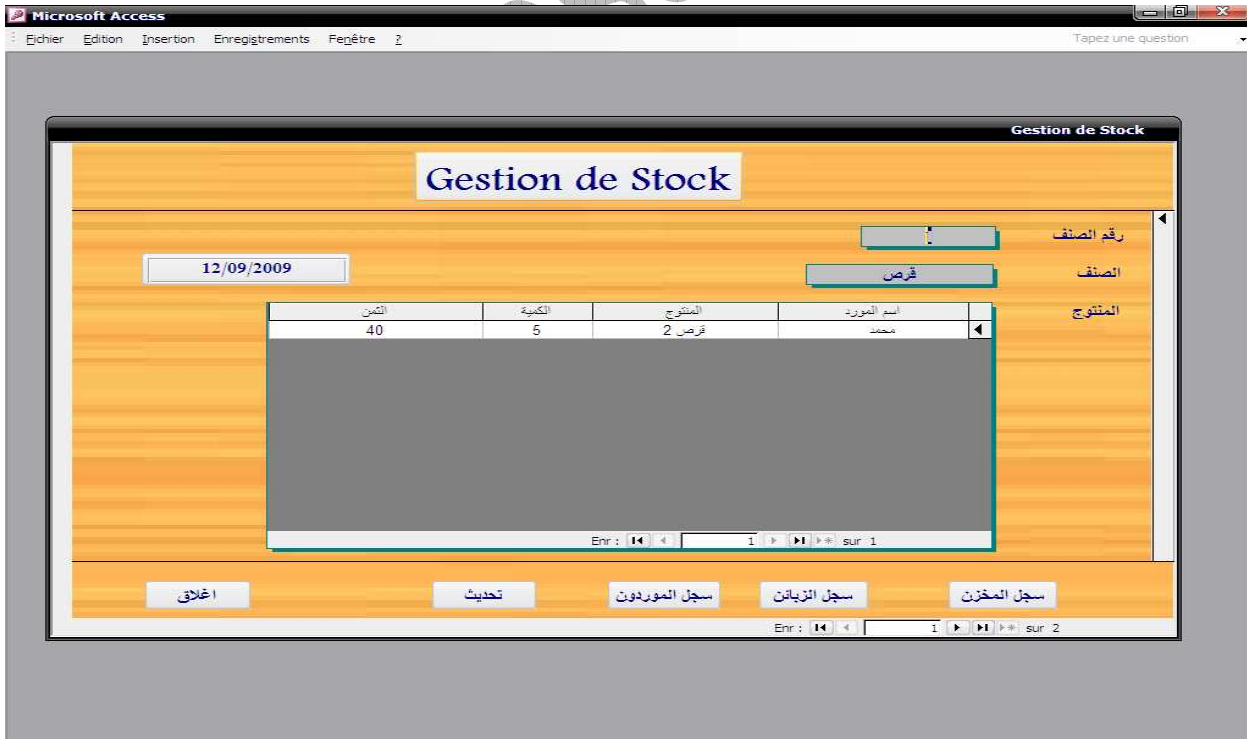 Microsoft Access
Fichier Edition Insertion Enregistrements Fenêtre ?
Tapez une question
Gestion de Stock
Gestion de Stock
رقم الصنف
12/09/2009
الصنف
قرص
المنتوج
اسم المورد المنتوج الكمية الثمن
محمد قرص 2 5 40
Enr : 1 sur 1
سجل المخزن سجل الزبائن سجل الموردون تحديث اغلاق
Enr : 1 sur 2